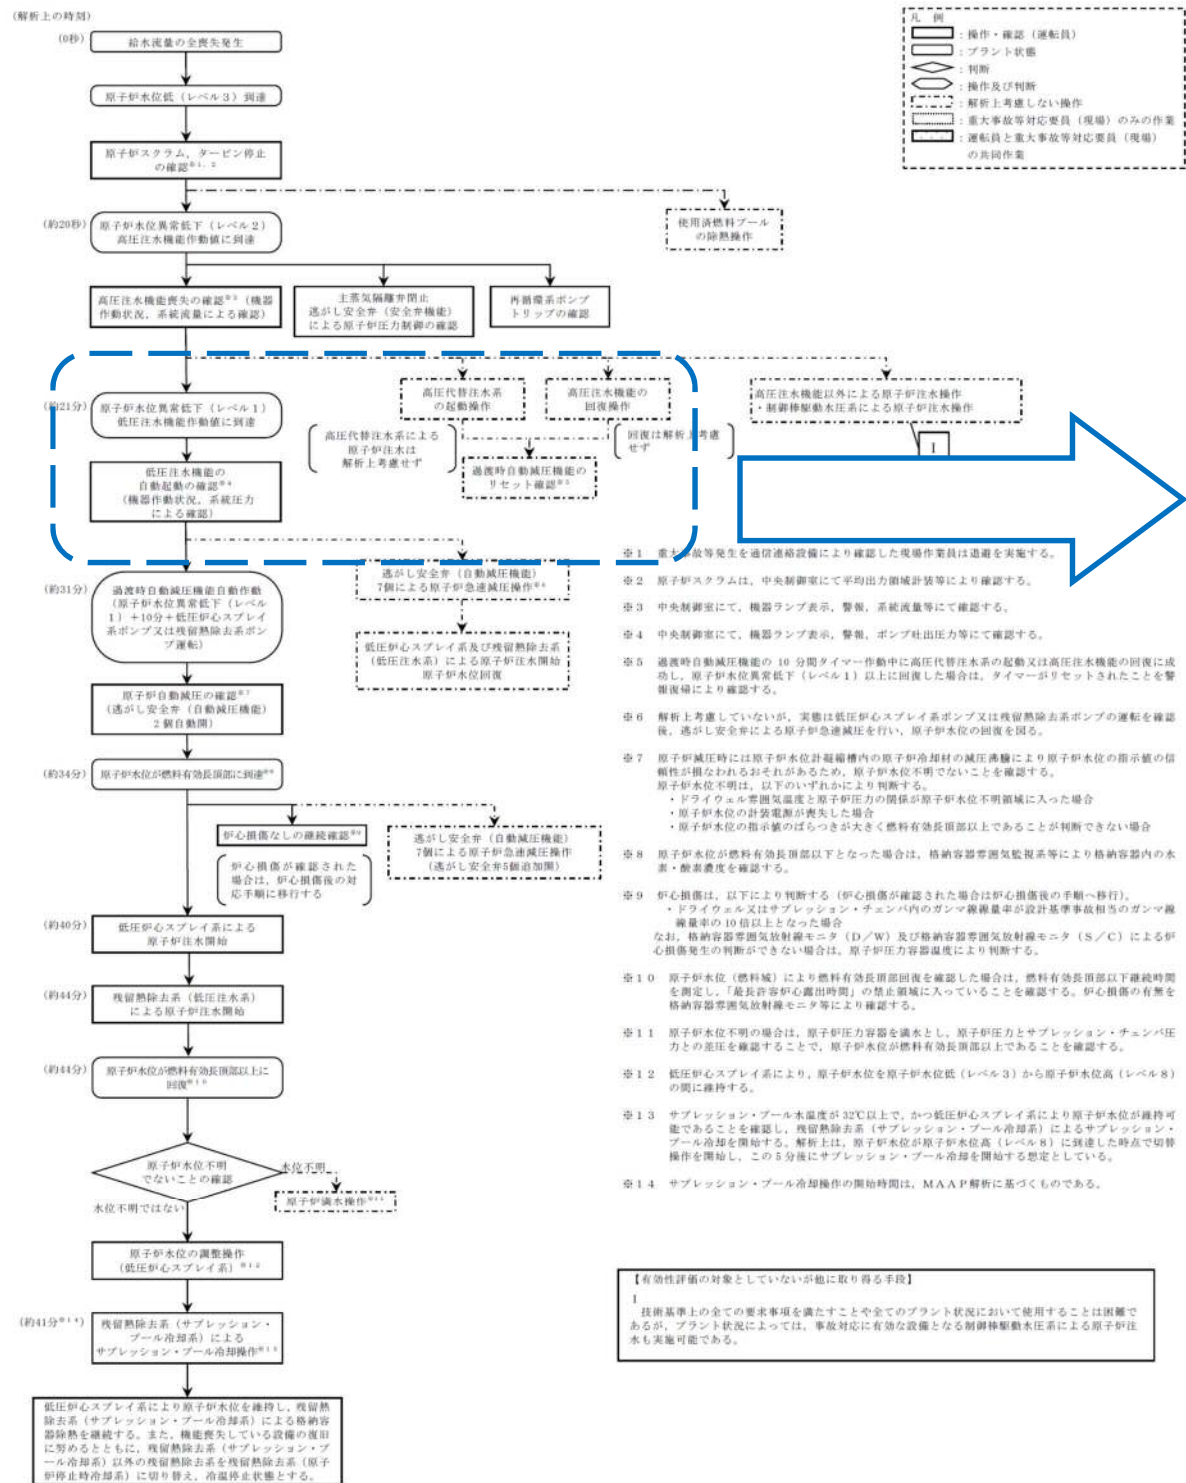 (解析上の時刻)
凡 例
：操作・確認（運転員）
：プラント状態
：判断
：操作及び判断
：解析上考慮しない操作
：重大事故等対応要員（現場）のみの作業
：運転員と重大事故等対応要員（現場）
の共同作業
(0秒)
給水流量の全喪失発生
原子炉水位低（レベル３）到達
原子炉スクラム，タービン停止
の確認※１，２
使用済燃料プール
の除熱操作
(約20秒)
原子炉水位異常低下（レベル２）
高圧注水機能作動値に到達
高圧注水機能喪失の確認※３（機器
作動状況，系統流量による確認）
主蒸気隔離弁閉止
逃がし安全弁（安全弁機能）
による原子炉圧力制御の確認
再循環系ポンプ
トリップの確認
高圧代替注水系
の起動操作
高圧注水機能の
回復操作
高圧注水機能以外による原子炉注水操作
・制御棒駆動水圧系による原子炉注水操作
Ⅰ
(約21分)
原子炉水位異常低下（レベル１）
低圧注水機能作動値に到達
高圧代替注水系による
原子炉注水は
解析上考慮せず
回復は解析上考慮
せず
過渡時自動減圧機能の
リセット確認※５
低圧注水機能の
自動起動の確認※４
（機器作動状況，系統圧力
による確認）
逃がし安全弁（自動減圧機能）
7個による原子炉急速減圧操作※６
(約31分)
過渡時自動減圧機能自動作動
（原子炉水位異常低下（レベル
１）＋10分＋低圧炉心スプレイ
系ポンプ又は残留熱除去系ポン
プ運転）
低圧炉心スプレイ系及び残留熱除去系
（低圧注水系）による原子炉注水開始
原子炉水位回復
原子炉自動減圧の確認※７
（逃がし安全弁（自動減圧機能）
２個自動開）
(約34分)
原子炉水位が燃料有効長頂部に到達※８
炉心損傷なしの継続確認※９
炉心損傷が確認された
場合は，炉心損傷後の対
応手順に移行する
逃がし安全弁（自動減圧機能）
7個による原子炉急速減圧操作
（逃がし安全弁5個追加開）
(約40分)
低圧炉心スプレイ系による
原子炉注水開始
(約44分)
残留熱除去系（低圧注水系）
による原子炉注水開始
(約44分)
原子炉水位が燃料有効長頂部以上に
回復※１０
原子炉水位不明
でないことの確認
水位不明
原子炉満水操作※１１
水位不明ではない
原子炉水位の調整操作
（低圧炉心スプレイ系）※１２
(約41分※１４)
残留熱除去系（サプレッション・
プール冷却系）による
サプレッション・プール冷却操作※１３
低圧炉心スプレイ系により原子炉水位を維持し，残留熱
除去系（サプレッション・プール冷却系）による格納容
器除熱を継続する。また，機能喪失している設備の復旧
に努めるとともに，残留熱除去系（サプレッション・プ
ール冷却系）以外の残留熱除去系を残留熱除去系（原子
炉停止時冷却系）に切り替え，冷温停止状態とする。
※１ 重大事故等発生を通信連絡設備により確認した現場作業員は退避を実施する。
※２ 原子炉スクラムは，中央制御室にて平均出力領域計装等により確認する。
※３ 中央制御室にて，機器ランプ表示，警報，系統流量等にて確認する。
※４ 中央制御室にて，機器ランプ表示，警報，ポンプ吐出圧力等にて確認する。
※５ 過渡時自動減圧機能の 10 分間タイマー作動中に高圧代替注水系の起動又は高圧注水機能の回復に成
功し，原子炉水位異常低下（レベル１）以上に回復した場合は，タイマーがリセットされたことを警
報復帰により確認する。
※６ 解析上考慮していないが，実態は低圧炉心スプレイ系ポンプ又は残留熱除去系ポンプの運転を確認
後，逃がし安全弁による原子炉急速減圧を行い，原子炉水位の回復を図る。
※７ 原子炉減圧時には原子炉水位計凝縮槽内の原子炉冷却材の減圧沸騰により原子炉水位の指示値の信
頼性が損なわれるおそれがあるため，原子炉水位不明でないことを確認する。
原子炉水位不明は，以下のいずれかにより判断する。
・ドライウェル雰囲気温度と原子炉圧力の関係が原子炉水位不明領域に入った場合
・原子炉水位の計装電源が喪失した場合
・原子炉水位の指示値のばらつきが大きく燃料有効長頂部以上であることが判断できない場合
※８ 原子炉水位が燃料有効長頂部以下となった場合は，格納容器雰囲気監視系等により格納容器内の水
素・酸素濃度を確認する。
※９ 炉心損傷は，以下により判断する（炉心損傷が確認された場合は炉心損傷後の手順へ移行）。
・ドライウェル又はサプレッション・チェンバ内のガンマ線線量率が設計基準事故相当のガンマ線
線量率の 10 倍以上となった場合
なお，格納容器雰囲気放射線モニタ（Ｄ／Ｗ）及び格納容器雰囲気放射線モニタ（Ｓ／Ｃ）による炉
心損傷発生の判断ができない場合は，原子炉圧力容器温度により判断する。
※１０ 原子炉水位（燃料域）により燃料有効長頂部回復を確認した場合は，燃料有効長頂部以下継続時間
を測定し，「最長許容炉心露出時間」の禁止領域に入っていることを確認する。炉心損傷の有無を
格納容器雰囲気放射線モニタ等により確認する。
※１１ 原子炉水位不明の場合は，原子炉圧力容器を満水とし，原子炉圧力とサプレッション・チェンバ圧
力との差圧を確認することで，原子炉水位が燃料有効長頂部以上であることを確認する。
※１２ 低圧炉心スプレイ系により，原子炉水位を原子炉水位低（レベル３）から原子炉水位高（レベル８）
の間に維持する。
※１３ サプレッション・プール水温度が 32℃以上で，かつ低圧炉心スプレイ系により原子炉水位が維持可
能であることを確認し，残留熱除去系（サプレッション・プール冷却系）によるサプレッション・
プール冷却を開始する。解析上は，原子炉水位が原子炉水位高（レベル８）に到達した時点で切替
操作を開始し，この５分後にサプレッション・プール冷却を開始する想定としている。
※１４ サプレッション・プール冷却操作の開始時間は，ＭＡＡＰ解析に基づくものである。
【有効性評価の対象としていないが他に取り得る手段】
Ⅰ
技術基準上の全ての要求事項を満たすことや全てのプラント状況において使用することは困難で
あるが，プラント状況によっては，事故対応に有効な設備となる制御棒駆動水圧系による原子炉注
水も実施可能である。